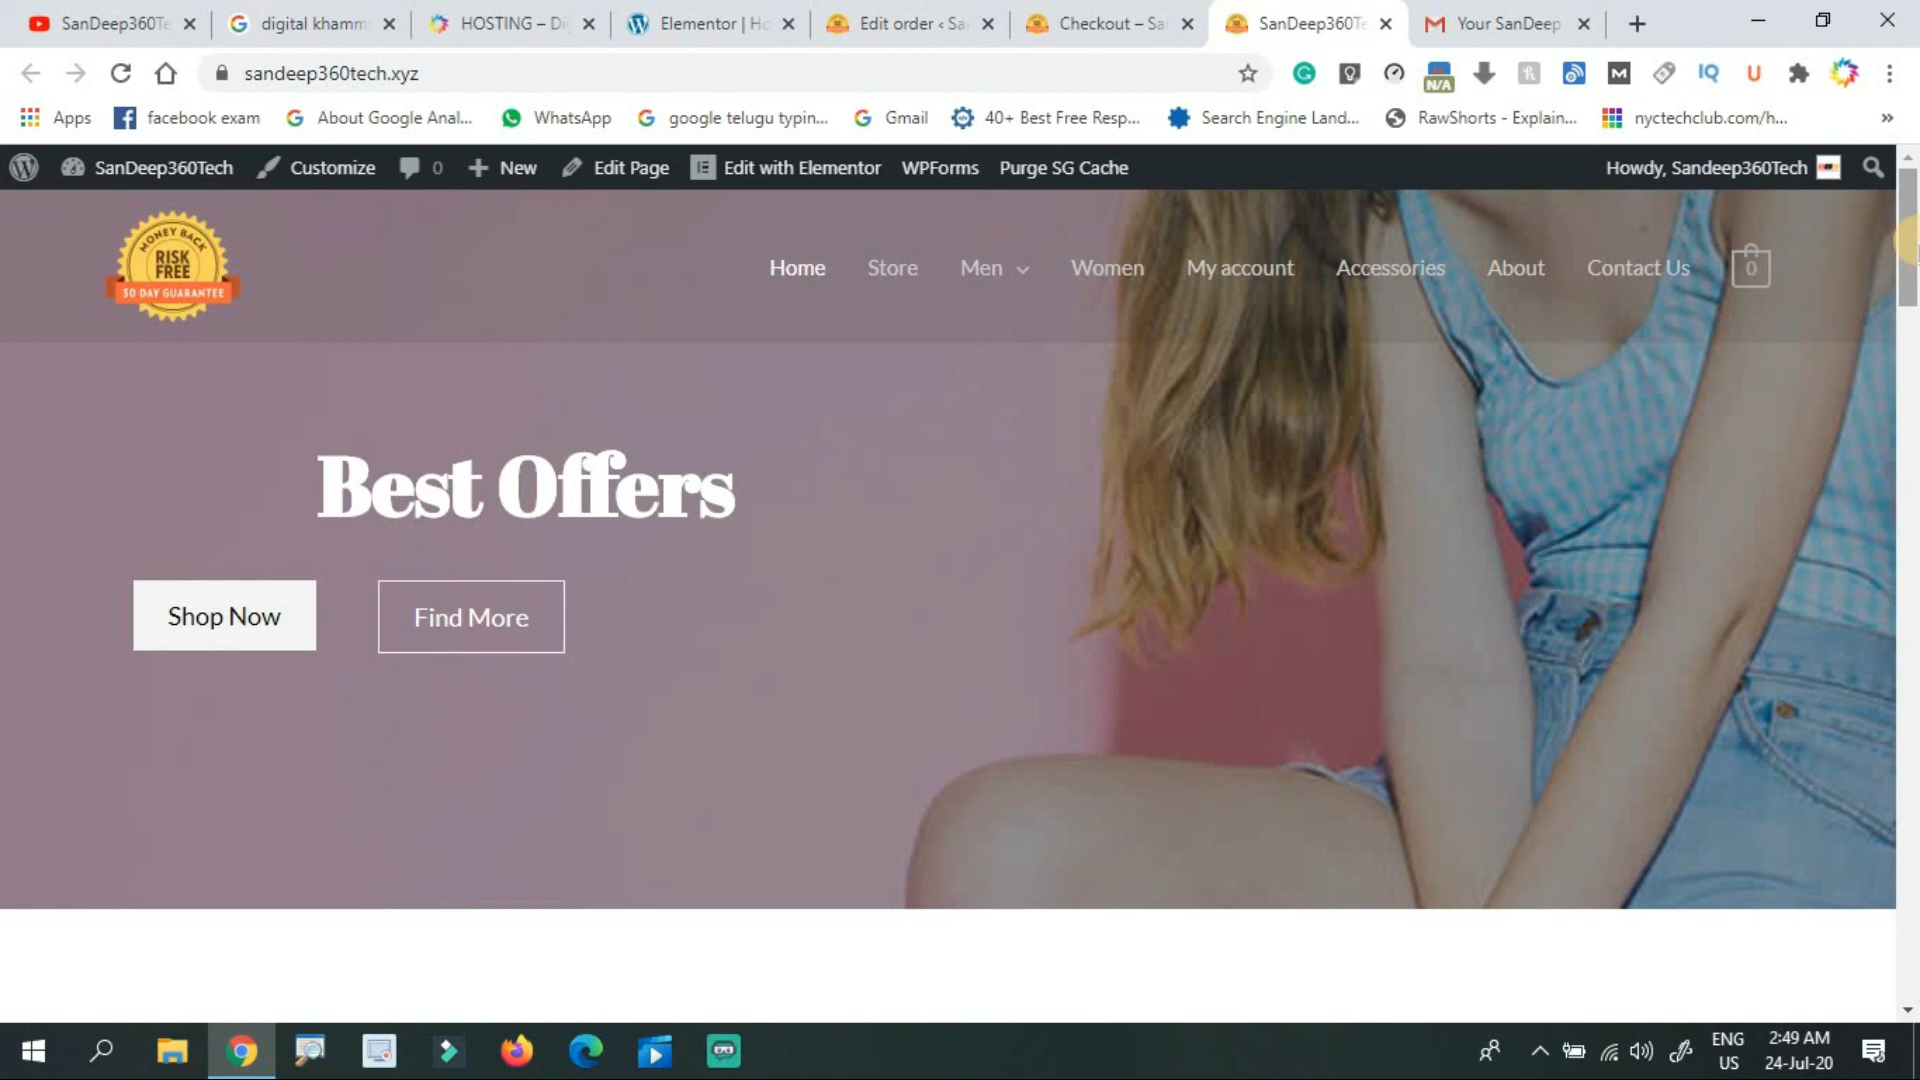 SanDeep360Te
digital khamm
HOSTING – Di
Elementor | Ho
Edit order ‹ Sa
Checkout – Sa
SanDeep360Te
Your SanDeep
sandeep360tech.xyz
N/A
IQ
U
Apps
facebook exam
About Google Anal...
WhatsApp
google telugu typin...
Gmail
40+ Best Free Resp...
Search Engine Land...
RawShorts - Explain...
nyctechclub.com/h...
»
SanDeep360Tech
Customize
0
New
Edit Page
Edit with Elementor
WPForms
Purge SG Cache
Howdy, Sandeep360Tech
MONEY BACK
RISK
FREE
30 DAY GUARANTEE
Home
Store
Men
Women
My account
Accessories
About
Contact Us
0
Best Offers
Shop Now
Find More
ENG
US
2:49 AM
24-Jul-20